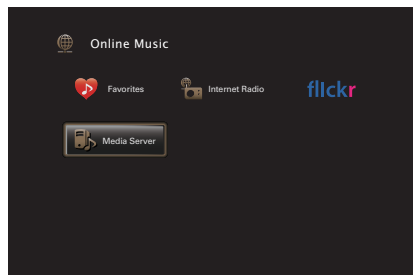 Online Music
Favorites
Internet Radio
flIckr
Media Server